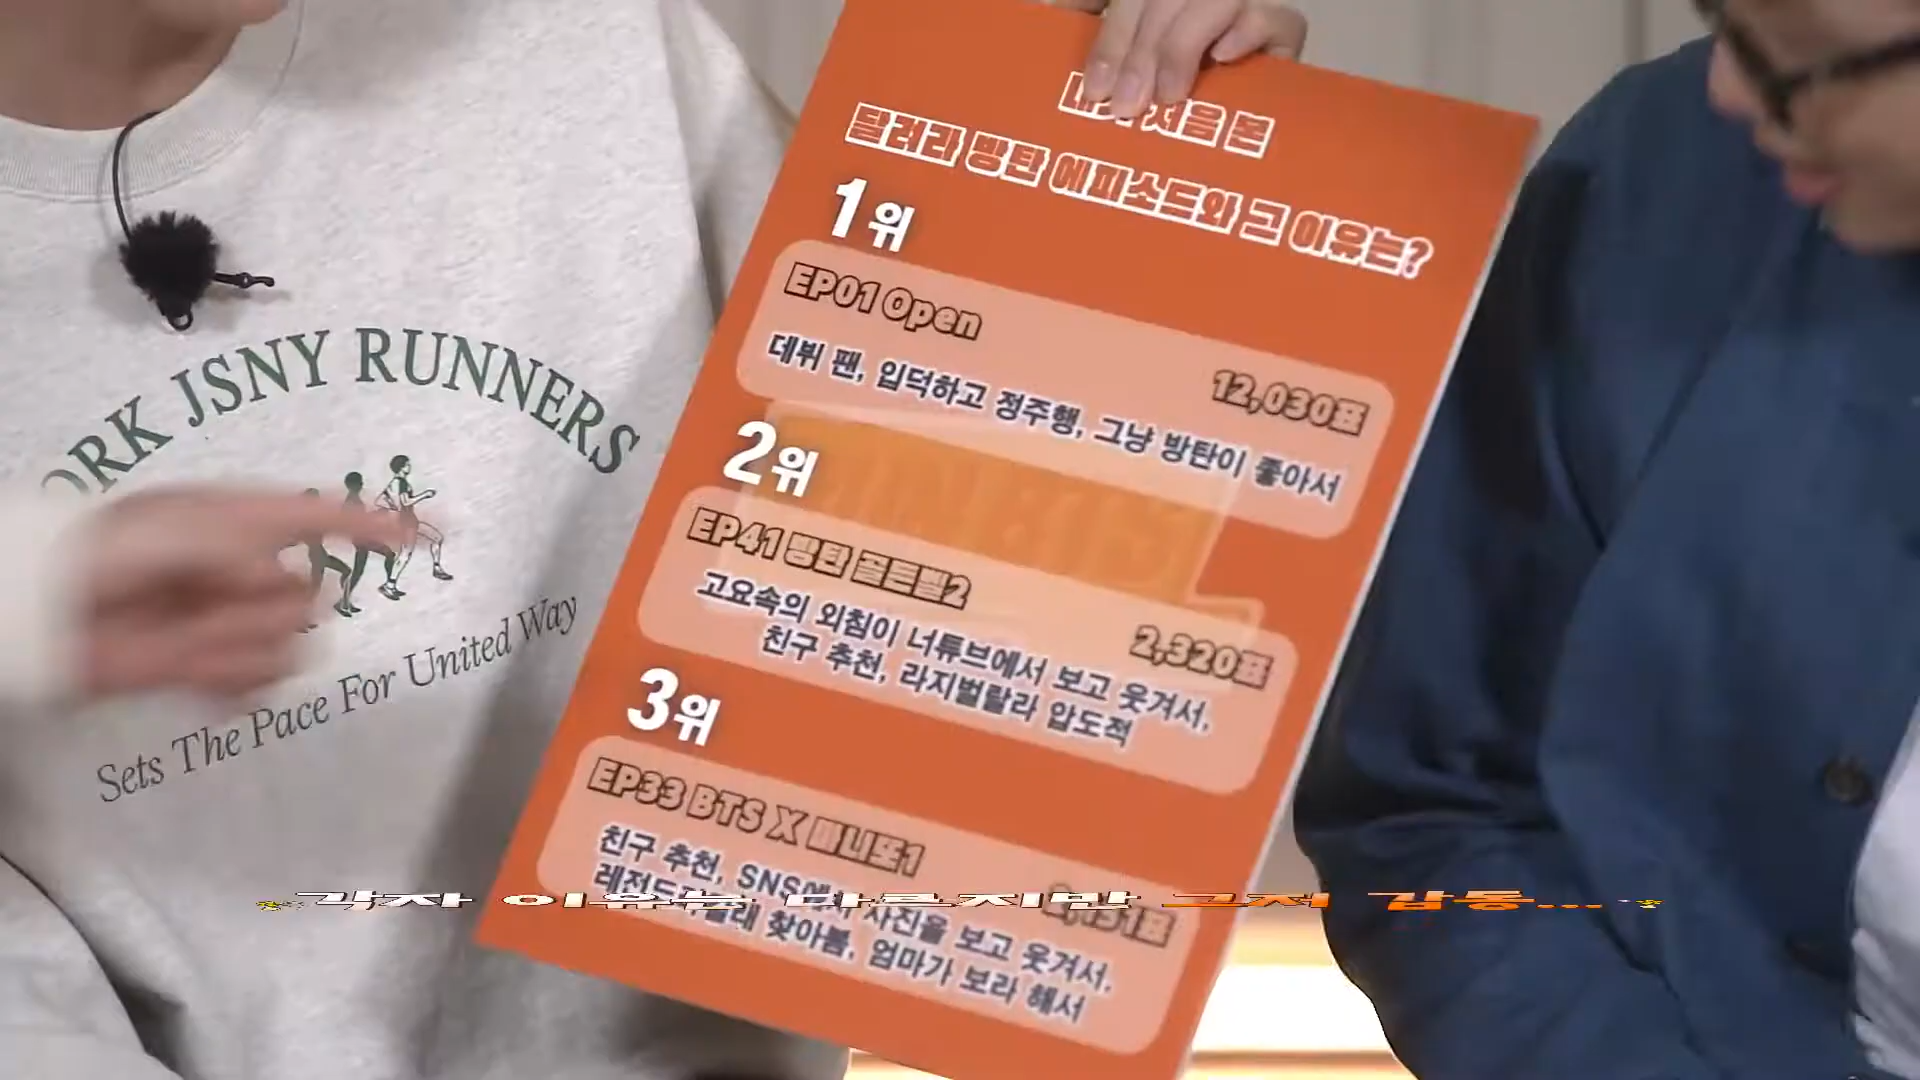 처음 본
달려라 방탄 에피소드와 그 이유는?
1위
EP01 Open
12,030표
데뷔 팬, 입덕하고 정주행, 그냥 방탄이 좋아서
2위
EP41 방탄 골든벨2
2,320표
고요속의 외침이 너튜브에서 보고 웃겨서,
친구 추천, 라지벌랄라 압도적
3위
EP33 BTS X 미니또1
친구 추천, SNS에서 사진을 보고 웃겨서,
찾아봄, 엄마가 보라 해서
각자 이유는 다르지만 그저 감동...
ORK JSNY RUNNERS
Sets The Pace For United Way